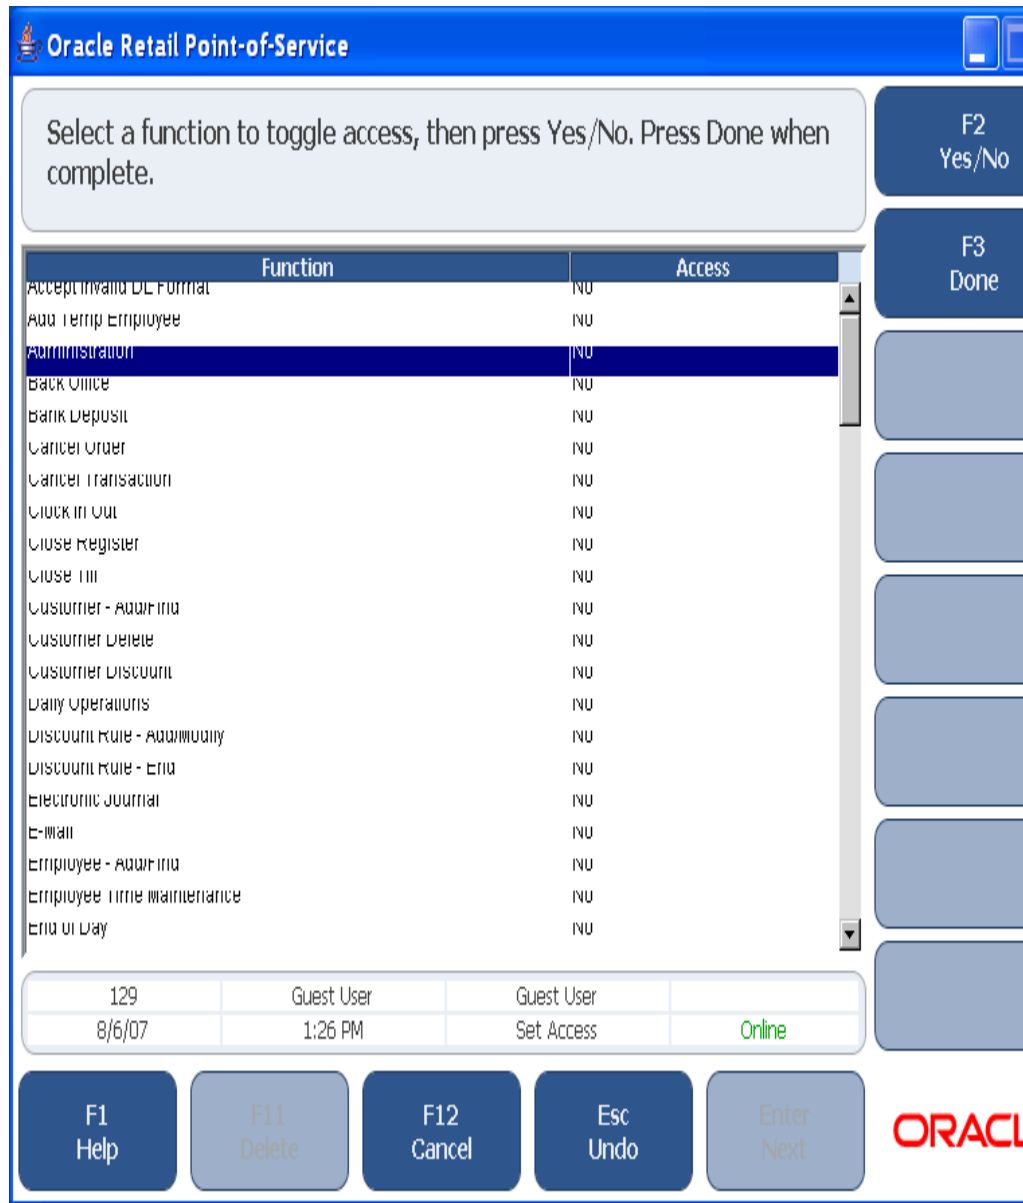 Oracle Retail Point-of-Service
Select a function to toggle access, then press Yes/No. Press Done when
complete.
F2
Yes/No
F3
Done
Function Access
Accept Invalid DL Format No
Add Temp Employee No
Administration No
Back Office No
Bank Deposit No
Cancel Order No
Cancel Transaction No
Clock In Out No
Close Register No
Close Till No
Customer - Add/Find No
Customer Delete No
Customer Discount No
Daily Operations No
Discount Rule - Add/Modify No
Discount Rule - End No
Electronic Journal No
E-Mail No
Employee - Add/Find No
Employee Time Maintenance No
End of Day No
129 Guest User Guest User
8/6/07 1:26 PM Set Access Online
F1
Help
F11
Delete
F12
Cancel
Esc
Undo
Enter
Next
ORACL